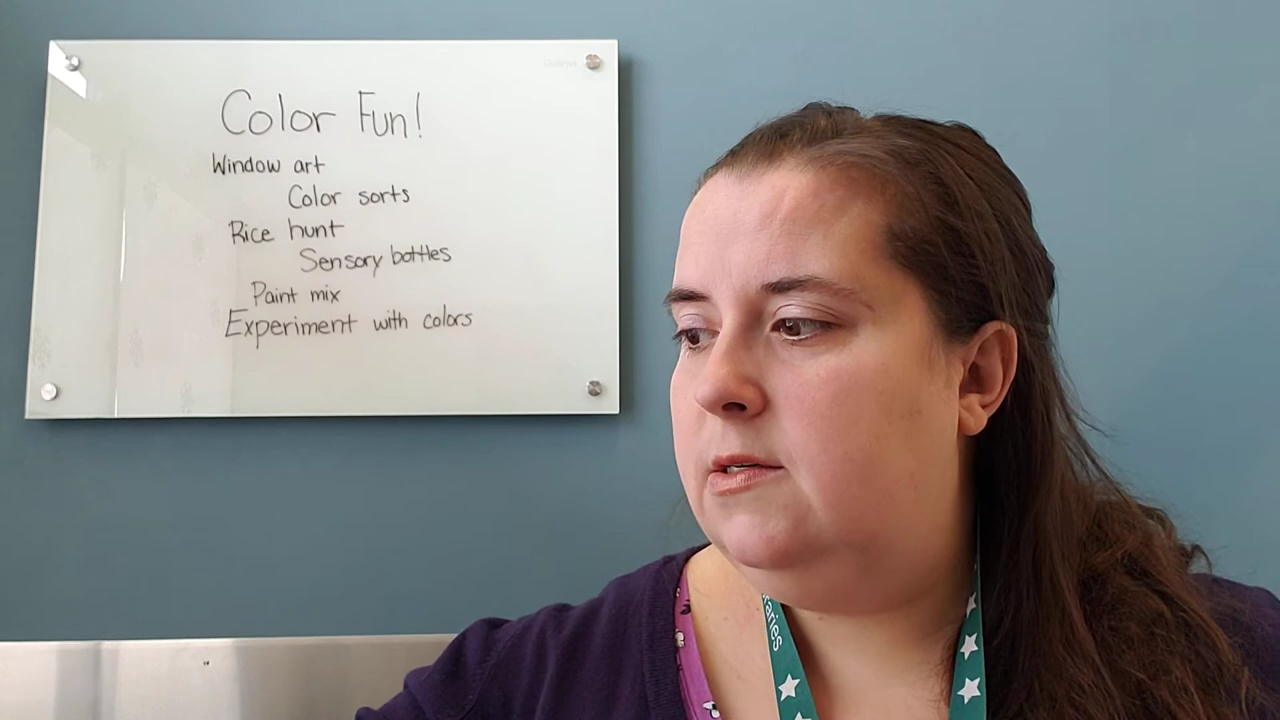 Color Fun!
Window art
Color sorts
Rice hunt
Sensory bottles
Paint mix
Experiment with colors